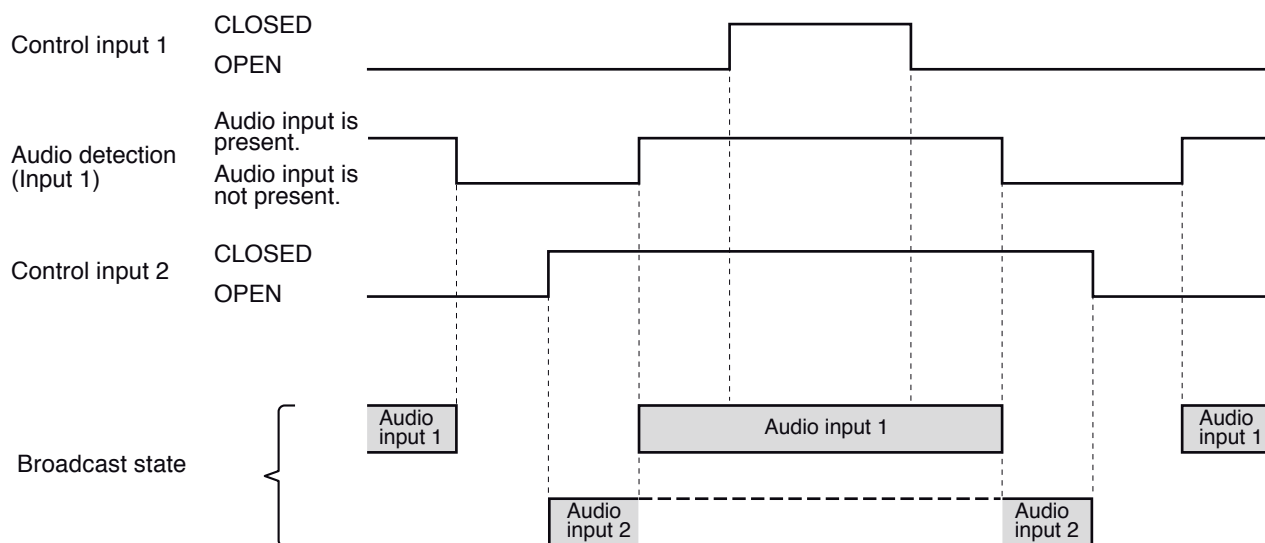 Control input 1
CLOSED
OPEN
Audio detection
(Input 1)
Audio input is
present.
Audio input is
not present.
Control input 2
CLOSED
OPEN
Broadcast state
Audio
input 1
Audio input 1
Audio
input 1
Audio
input 2
Audio
input 2